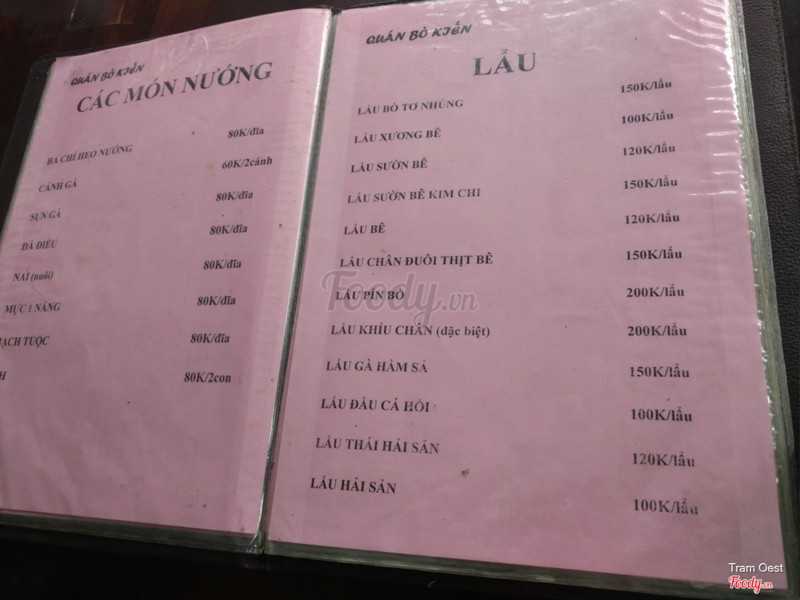 QUÁN BÒ KIẾN
CÁC MÓN NƯỚNG
BA CHỈ HEO NƯỚNG 80K/đĩa
CÁNH GÀ 60K/2cánh
SỤN GÀ 80K/đĩa
ĐÀ ĐIỂU 80K/đĩa
NAI (nuôi) 80K/đĩa
MỰC 1 NẮNG 80K/đĩa
BẠCH TUỘC 80K/đĩa
80K/2con
QUÁN BÒ KIẾN
LẨU
LẨU BÒ TƠ NHÚNG 150K/lẩu
LẨU XƯƠNG BÊ 100K/lẩu
LẨU SƯỜN BÊ 120K/lẩu
LẨU SƯỜN BÊ KIM CHI 150K/lẩu
LẨU BÊ 120K/lẩu
LẨU CHÂN ĐUÔI THỊT BÊ 150K/lẩu
LẨU PÍN BÒ 200K/lẩu
LẨU KHÍU CHÂN (đặc biệt) 200K/lẩu
LẨU GÀ HẦM SẢ 150K/lẩu
LẨU ĐẦU CÁ HỒI 100K/lẩu
LẨU THÁI HẢI SẢN 120K/lẩu
LẨU HẢI SẢN 100K/lẩu
Foody.vn
Tram Oest
Foody.vn